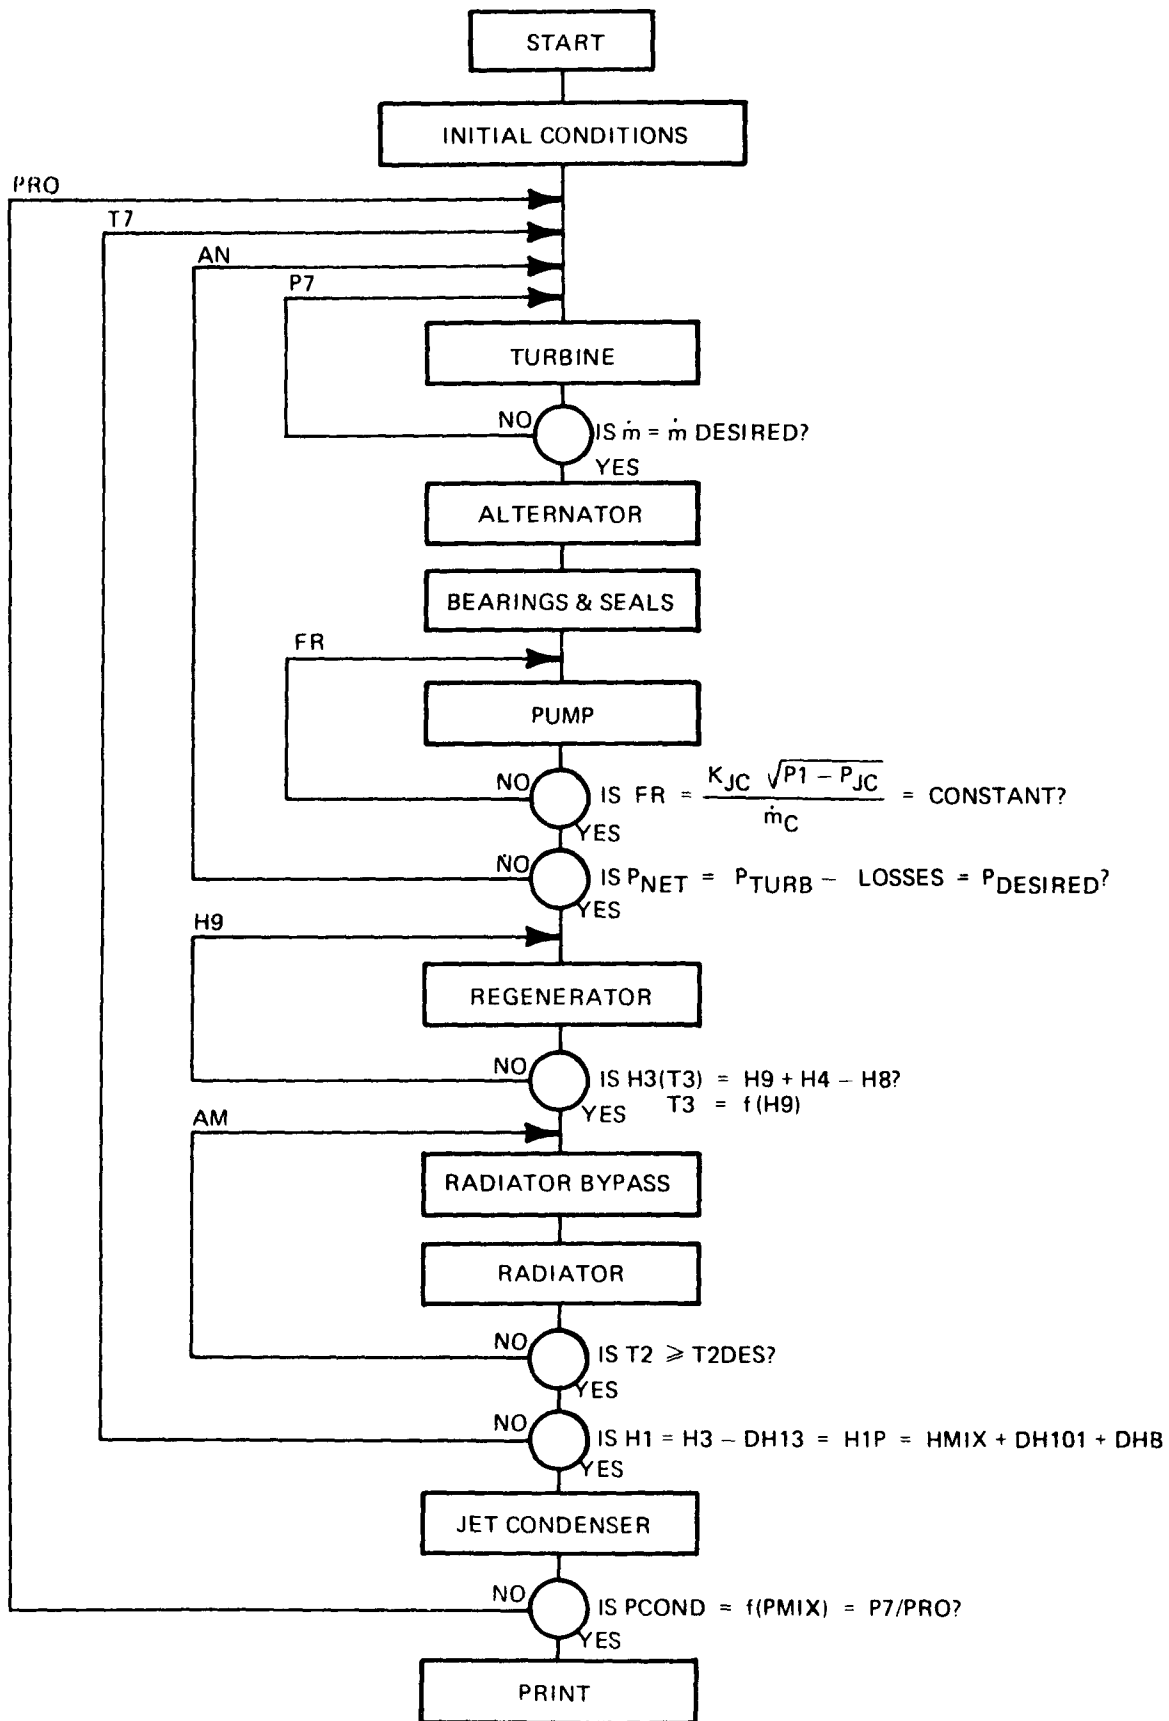 START
INITIAL CONDITIONS
PRO
T7
AN
P7
TURBINE
NO
IS ṁ = ṁ DESIRED?
YES
ALTERNATOR
BEARINGS & SEALS
FR
PUMP
NO
IS FR = K_JC √(P1 − P_JC) / ṁ_C = CONSTANT?
YES
NO
IS P_NET = P_TURB − LOSSES = P_DESIRED?
YES
H9
REGENERATOR
NO
IS H3(T3) = H9 + H4 − H8?
YES
T3 = f(H9)
AM
RADIATOR BYPASS
RADIATOR
NO
IS T2 ⩾ T2DES?
YES
NO
IS H1 = H3 − DH13 = H1P = HMIX + DH101 + DHB
YES
JET CONDENSER
NO
IS PCOND = f(PMIX) = P7/PRO?
YES
PRINT